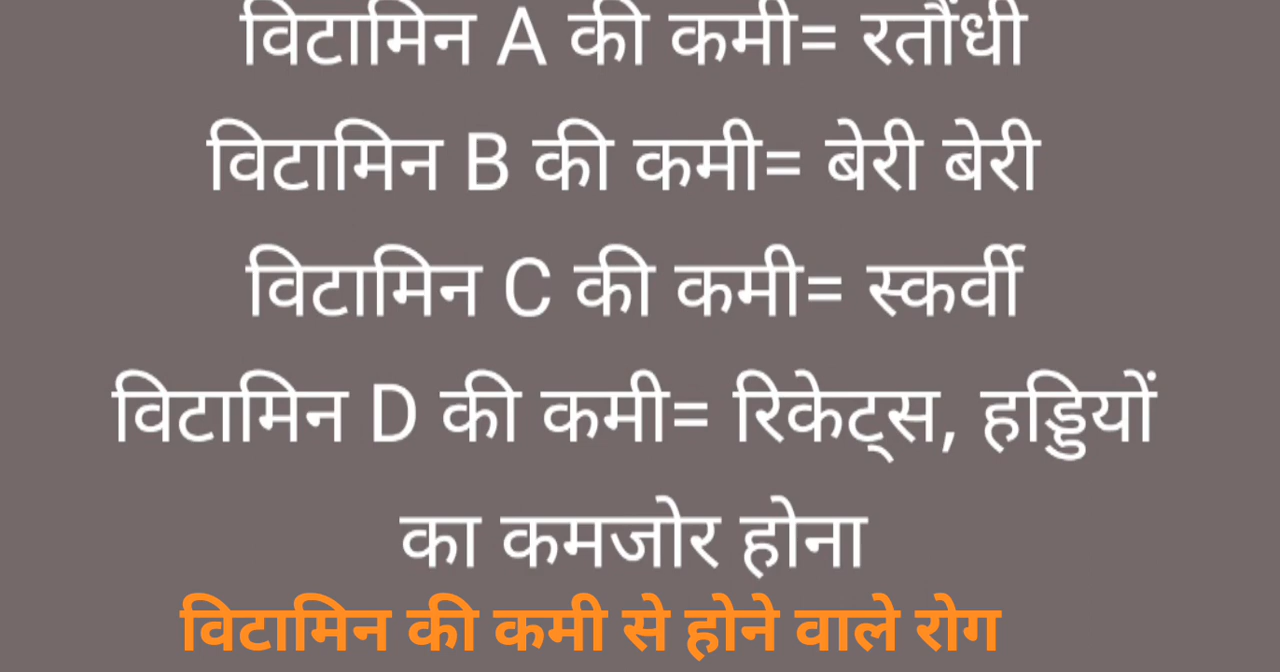 विटामिन A की कमी= रतौंधी
विटामिन B की कमी= बेरी बेरी
विटामिन C की कमी= स्कर्वी
विटामिन D की कमी= रिकेट्स, हड्डियों
का कमजोर होना
विटामिन की कमी से होने वाले रोग